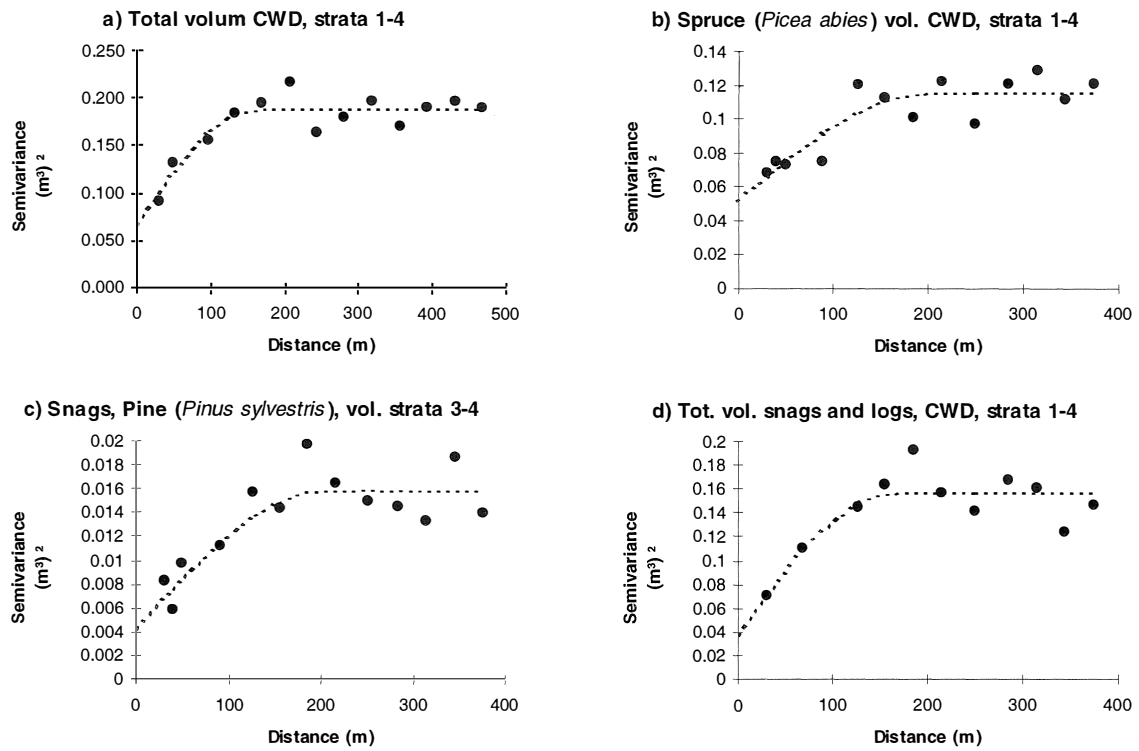 a) Total volum CWD, strata 1-4
0.250
0.200
0.150
0.100
0.050
0.000
Semivariance
(m³) ²
0 100 200 300 400 500
Distance (m)
b) Spruce (Picea abies) vol. CWD, strata 1-4
0.14
0.12
0.1
0.08
0.06
0.04
0.02
0
Semivariance
(m³) ²
0 100 200 300 400
Distance (m)
c) Snags, Pine (Pinus sylvestris), vol. strata 3-4
0.02
0.018
0.016
0.014
0.012
0.01
0.008
0.006
0.004
0.002
0
Semivariance
(m³) ²
0 100 200 300 400
Distance (m)
d) Tot. vol. snags and logs, CWD, strata 1-4
0.2
0.18
0.16
0.14
0.12
0.1
0.08
0.06
0.04
0.02
0
Semivariance
(m³) ²
0 100 200 300 400
Distance (m)